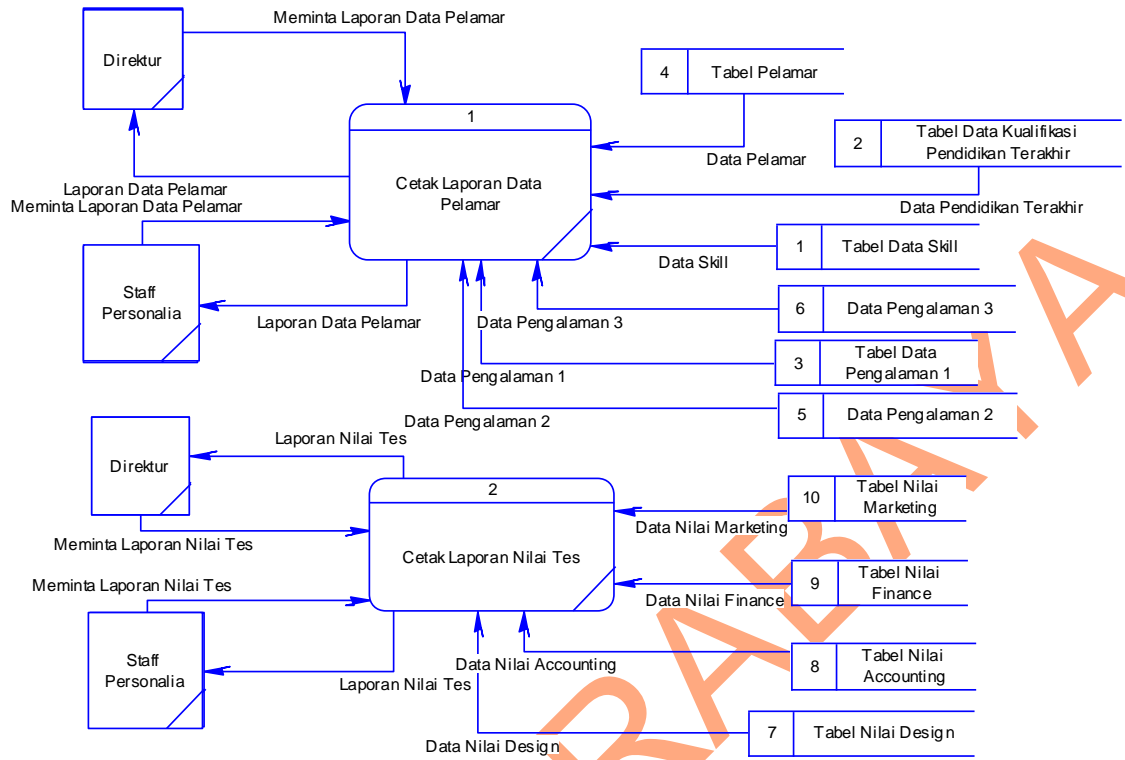 Meminta Laporan Data Pelamar
Direktur
4
Tabel Pelamar
1
2
Tabel Data Kualifikasi
Pendidikan Terakhir
Data Pelamar
Cetak Laporan Data
Pelamar
Laporan Data Pelamar
Meminta Laporan Data Pelamar
Data Pendidikan Terakhir
1
Tabel Data Skill
Data Skill
Staff
Personalia
6
Data Pengalaman 3
Laporan Data Pelamar
Data Pengalaman 3
3
Tabel Data
Pengalaman 1
Data Pengalaman 1
5
Data Pengalaman 2
Data Pengalaman 2
Laporan Nilai Tes
Direktur
2
10
Tabel Nilai
Marketing
Data Nilai Marketing
Meminta Laporan Nilai Tes
Cetak Laporan Nilai Tes
9
Tabel Nilai
Finance
Meminta Laporan Nilai Tes
Data Nilai Finance
Staff
Personalia
8
Tabel Nilai
Accounting
Data Nilai Accounting
Laporan Nilai Tes
7
Tabel Nilai Design
Data Nilai Design
RABAYA